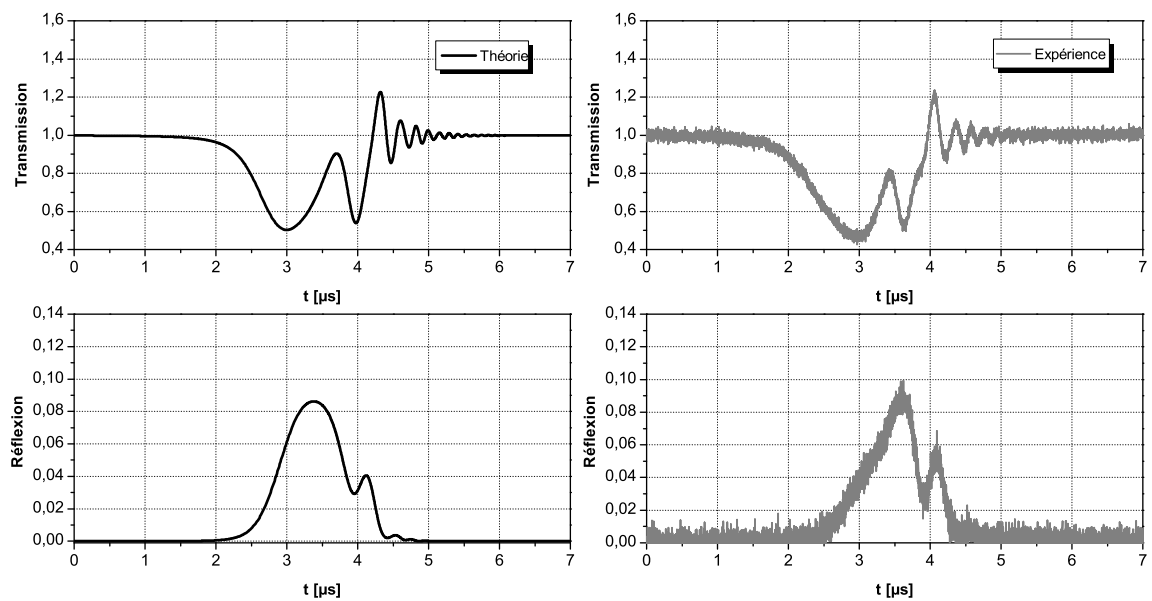 1,6
1,4
1,2
1,0
0,8
0,6
0,4
Transmission
Théorie
0 1 2 3 4 5 6 7
t [µs]
1,6
1,4
1,2
1,0
0,8
0,6
0,4
Transmission
Expérience
0 1 2 3 4 5 6 7
t [µs]
0,14
0,12
0,10
0,08
0,06
0,04
0,02
0,00
Réflexion
0 1 2 3 4 5 6 7
t [µs]
0,14
0,12
0,10
0,08
0,06
0,04
0,02
0,00
Réflexion
0 1 2 3 4 5 6 7
t [µs]